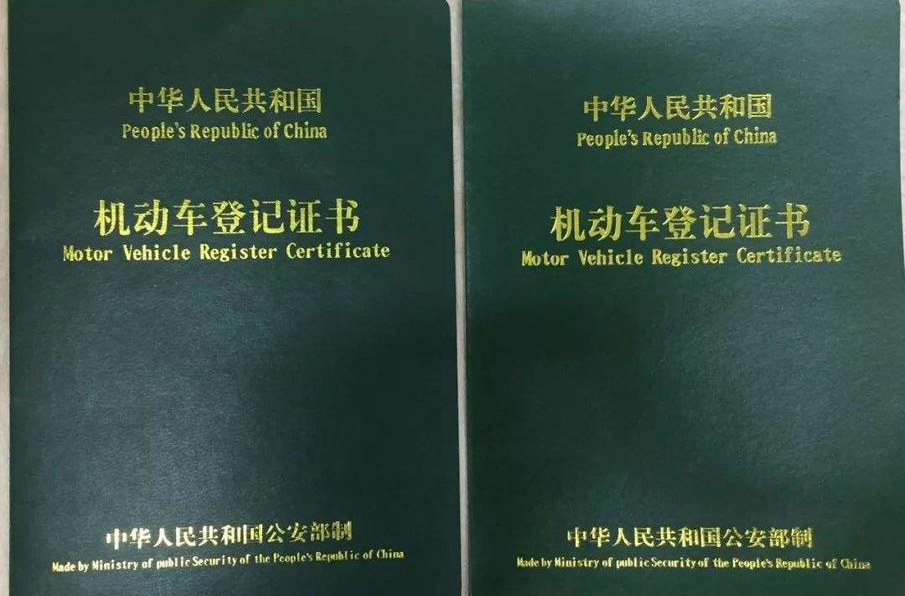 中华人民共和国
People's Republic of China
机动车登记证书
Motor Vehicle Register Certificate
中华人民共和国公安部制
Made by Ministry of public Security of the People's Republic of China
中华人民共和国
People's Republic of China
机动车登记证书
Motor Vehicle Register Certificate
中华人民共和国公安部制
Made by Ministry of public Security of the People's Republic of China